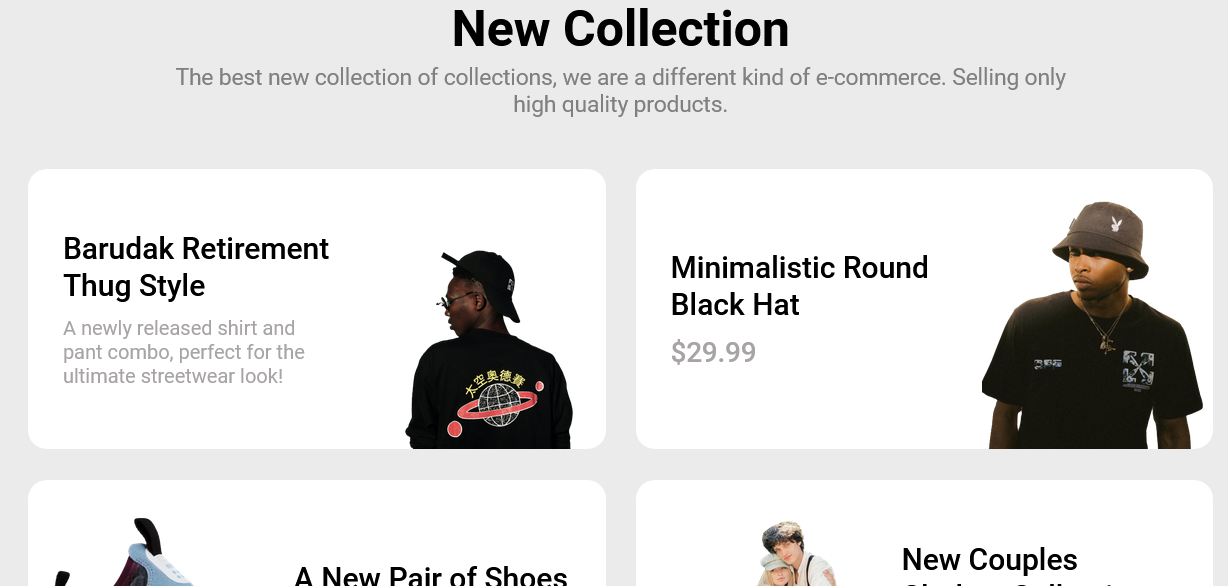 New Collection
The best new collection of collections, we are a different kind of e-commerce. Selling only
high quality products.
Barudak Retirement
Thug Style
A newly released shirt and
pant combo, perfect for the
ultimate streetwear look!
太空奥德赛
Minimalistic Round
Black Hat
$29.99
A New Pair of Shoes
New Couples